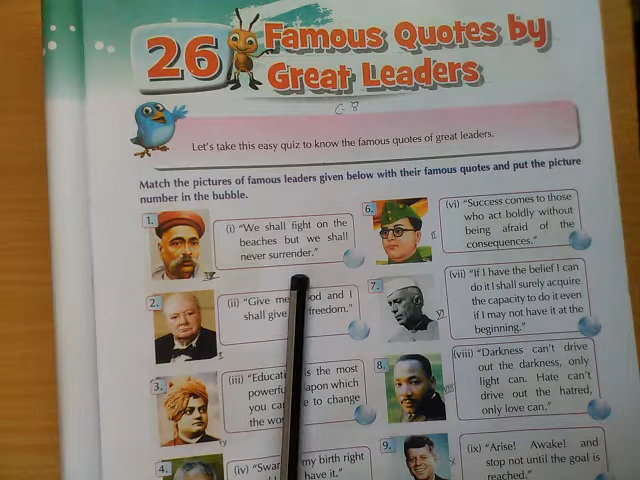 26
Famous Quotes by
Great Leaders
C-8
Let's take this easy quiz to know the famous quotes of great leaders.
Match the pictures of famous leaders given below with their famous quotes and put the picture
number in the bubble.
1.
(i) "We shall fight on the
beaches but we shall
never surrender."
IV
2.
(ii) "Give me and I
shall give freedom."
I
3.
(iii) is the most
which
you to change
the
IX
4.
(iv) my birth right
have it."
6.
(vi) "Success comes to those
who act boldly without
being afraid of the
consequences."
II
7.
(vii) "If I have the belief I can
do it I shall surely acquire
the capacity to do it even
if I may not have it at the
beginning."
VI
8.
(viii) "Darkness can't drive
out the darkness, only
light can. Hate can't
drive out the hatred,
only love can."
VIII
9.
(ix) "Arise! Awake! and
stop not until the goal is
reached."
X